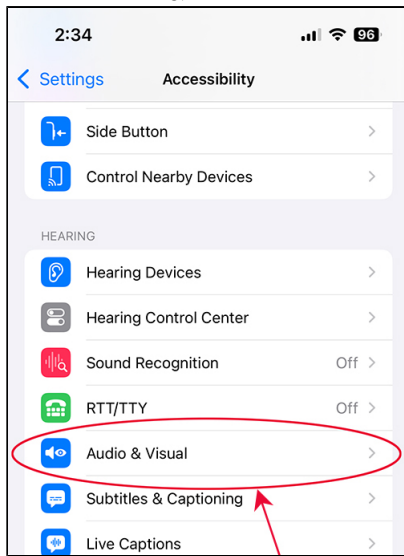 2:34 96
Settings Accessibility
Side Button
Control Nearby Devices
HEARING
Hearing Devices
Hearing Control Center
Sound Recognition Off
RTT/TTY Off
Audio & Visual
Subtitles & Captioning
Live Captions